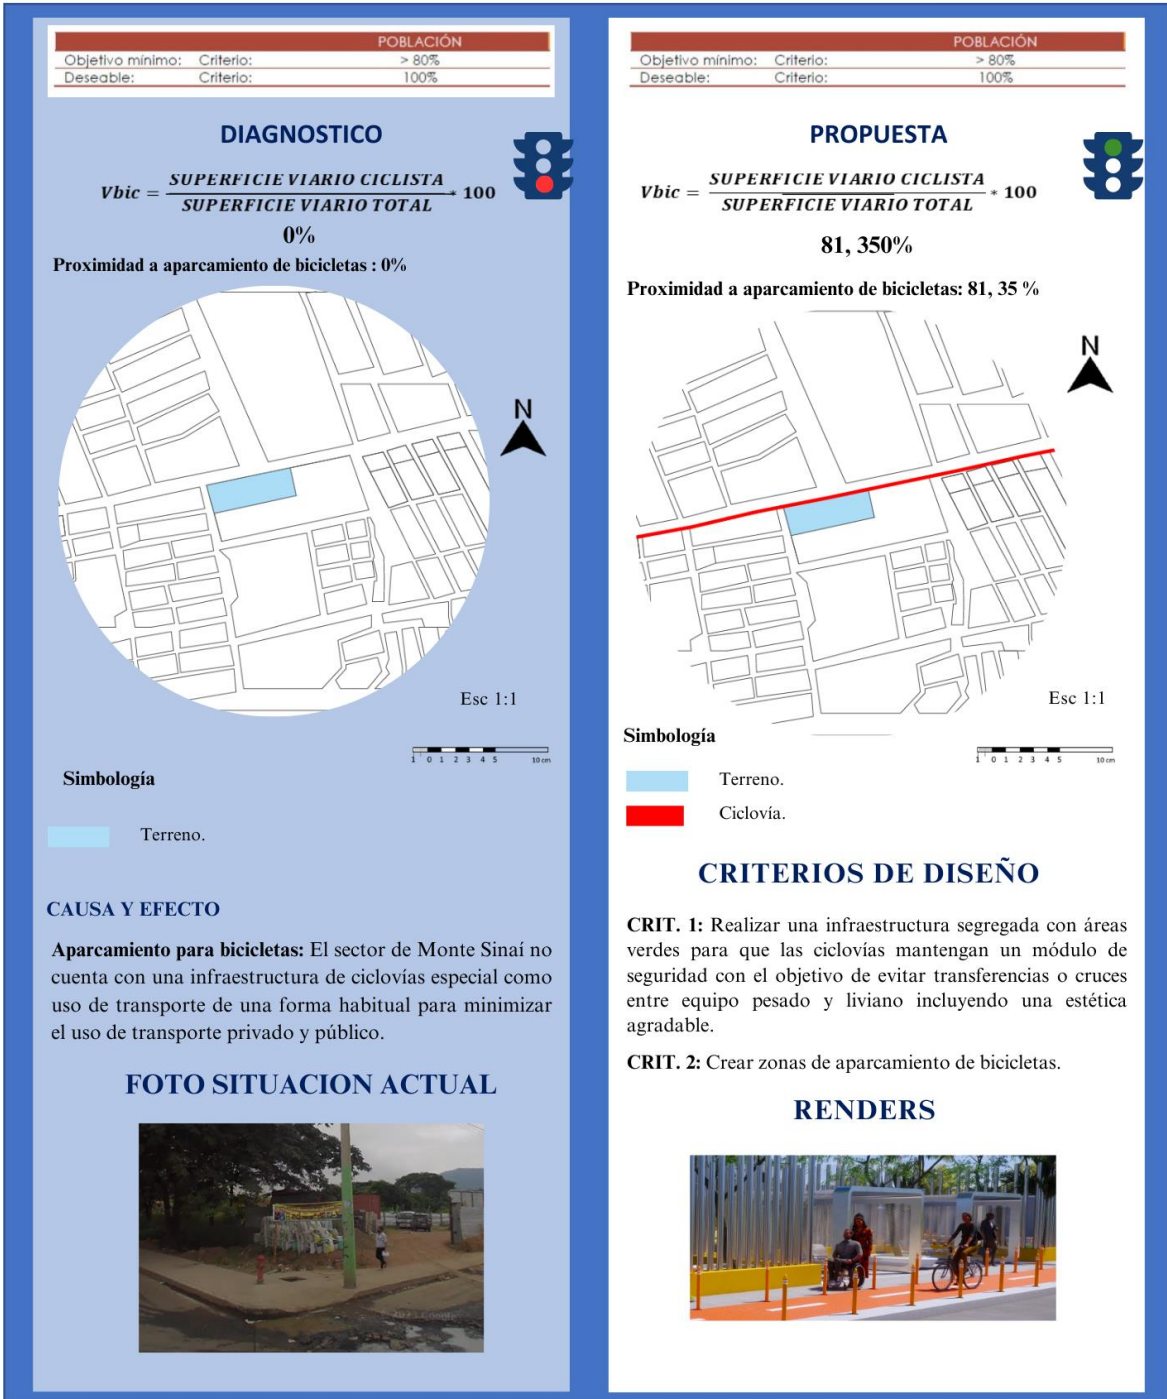 POBLACIÓN
Objetivo mínimo: Criterio: > 80%
Deseable: Criterio: 100%
DIAGNOSTICO
Vbic = SUPERFICIE VIARIO CICLISTA / SUPERFICIE VIARIO TOTAL * 100
0%
Proximidad a aparcamiento de bicicletas : 0%
N
Esc 1:1
1 0 1 2 3 4 5 10 cm
Simbología
Terreno.
CAUSA Y EFECTO
Aparcamiento para bicicletas: El sector de Monte Sinaí no
cuenta con una infraestructura de ciclovías especial como
uso de transporte de una forma habitual para minimizar
el uso de transporte privado y público.
FOTO SITUACION ACTUAL
POBLACIÓN
Objetivo mínimo: Criterio: > 80%
Deseable: Criterio: 100%
PROPUESTA
Vbic = SUPERFICIE VIARIO CICLISTA / SUPERFICIE VIARIO TOTAL * 100
81, 350%
Proximidad a aparcamiento de bicicletas: 81, 35 %
N
Esc 1:1
1 0 1 2 3 4 5 10 cm
Simbología
Terreno.
Ciclovía.
CRITERIOS DE DISEÑO
CRIT. 1: Realizar una infraestructura segregada con áreas
verdes para que las ciclovías mantengan un módulo de
seguridad con el objetivo de evitar transferencias o cruces
entre equipo pesado y liviano incluyendo una estética
agradable.
CRIT. 2: Crear zonas de aparcamiento de bicicletas.
RENDERS